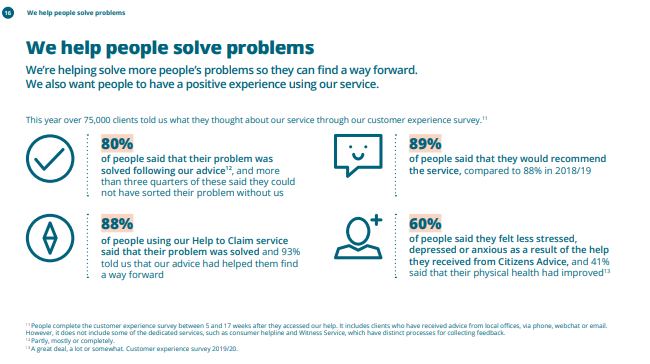 16 We help people solve problems
We help people solve problems
We're helping solve more people's problems so they can find a way forward.
We also want people to have a positive experience using our service.
This year over 75,000 clients told us what they thought about our service through our customer experience survey.¹¹
80%
of people said that their problem was
solved following our advice¹², and more
than three quarters of these said they could
not have sorted their problem without us
89%
of people said that they would recommend
the service, compared to 88% in 2018/19
88%
of people using our Help to Claim service
said that their problem was solved and 93%
told us that our advice had helped them find
a way forward
60%
of people said they felt less stressed,
depressed or anxious as a result of the help
they received from Citizens Advice, and 41%
said that their physical health had improved¹³
¹¹ People complete the customer experience survey between 5 and 17 weeks after they accessed our help. It includes clients who have received advice from local offices, via phone, webchat or email.
However, it does not include some of the dedicated services, such as consumer helpline and Witness Service, which have distinct processes for collecting feedback.
¹² Partly, mostly or completely.
¹³ A great deal, a lot or somewhat. Customer experience survey 2019/20.